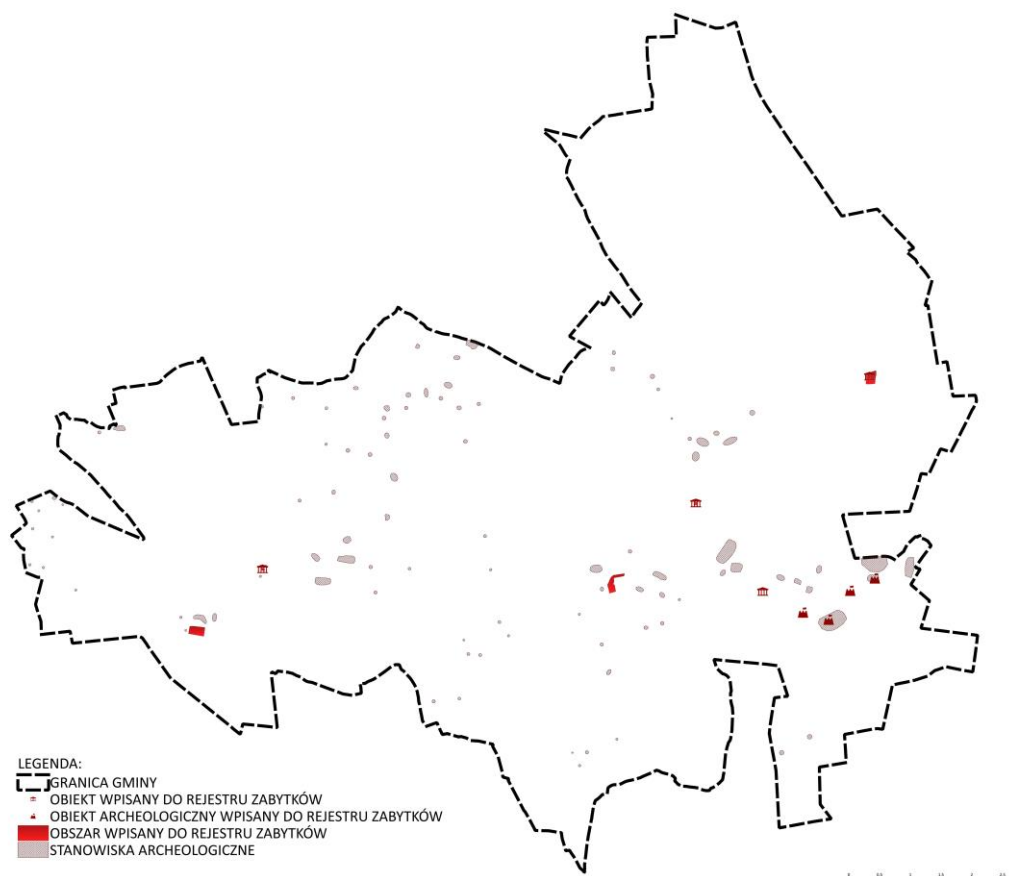 LEGENDA:
GRANICA GMINY
OBIEKT WPISANY DO REJESTRU ZABYTKÓW
OBIEKT ARCHEOLOGICZNY WPISANY DO REJESTRU ZABYTKÓW
OBSZAR WPISANY DO REJESTRU ZABYTKÓW
STANOWISKA ARCHEOLOGICZNE